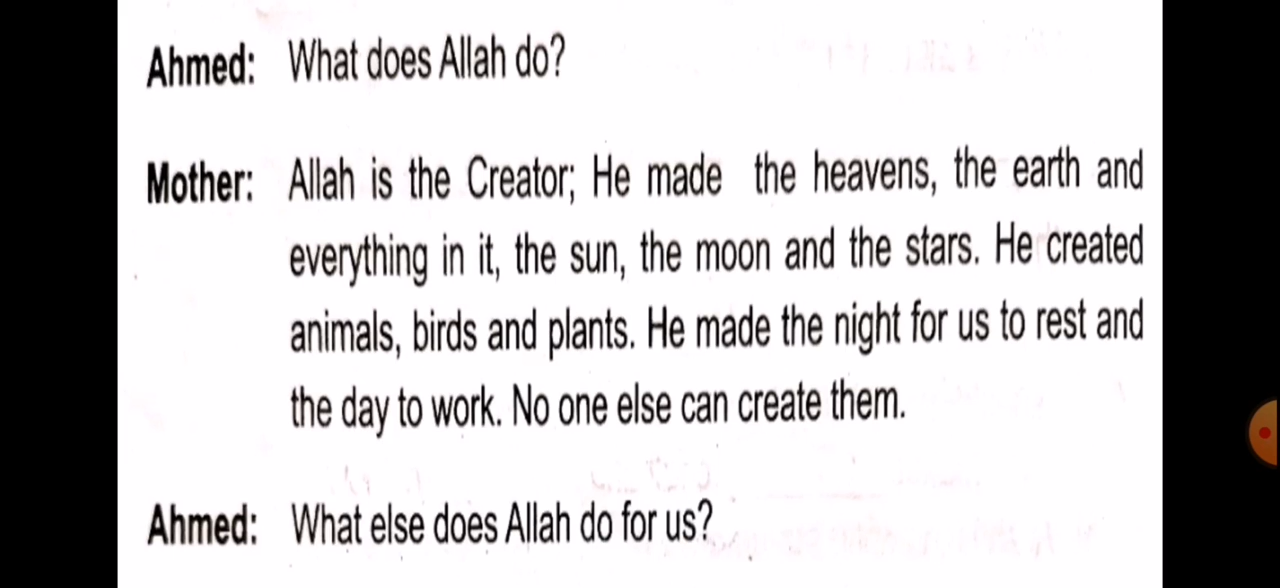 Ahmed: What does Allah do?
Mother: Allah is the Creator; He made the heavens, the earth and
everything in it, the sun, the moon and the stars. He created
animals, birds and plants. He made the night for us to rest and
the day to work. No one else can create them.
Ahmed: What else does Allah do for us?